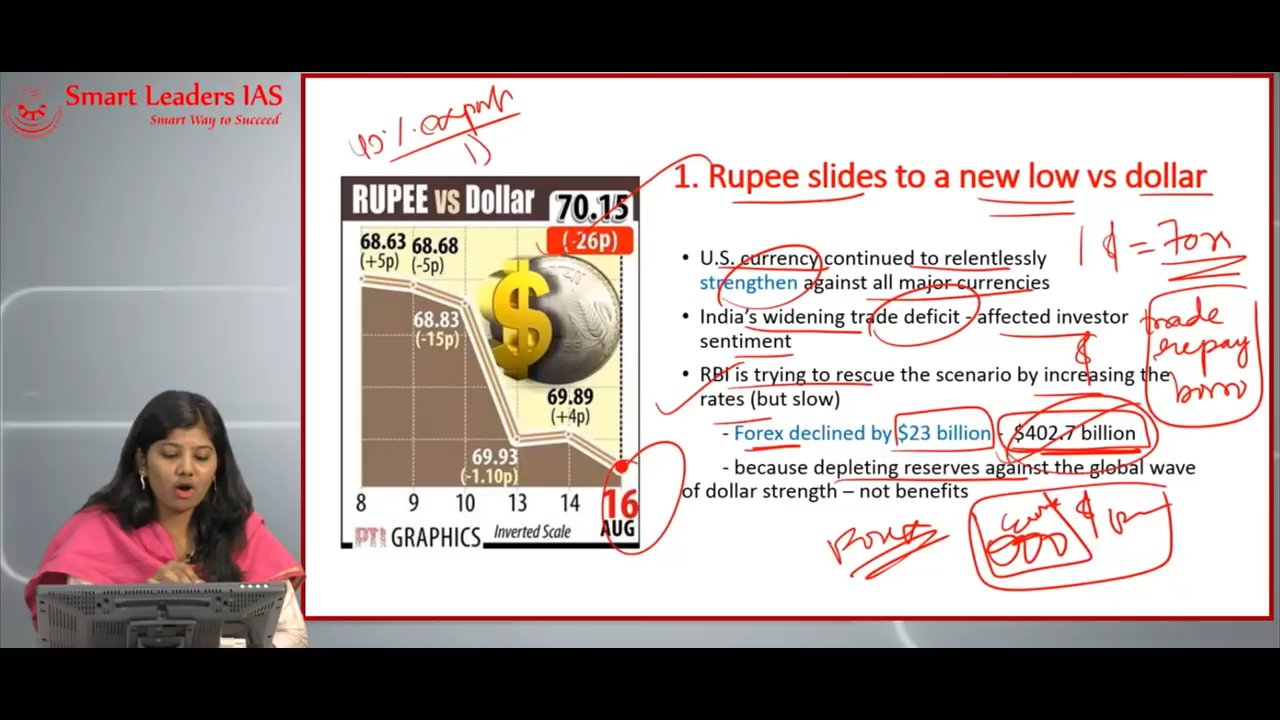 Smart Leaders IAS
Smart Way to Succeed
RUPEE vs Dollar
70.15
(-26p)
68.63
(+5p)
68.68
(-5p)
68.83
(-15p)
69.89
(+4p)
69.93
(-1.10p)
8 9 10 13 14 16
AUG
PTI GRAPHICS
Inverted Scale
1. Rupee slides to a new low vs dollar
• U.S. currency continued to relentlessly
strengthen against all major currencies
• India's widening trade deficit - affected investor
sentiment
• RBI is trying to rescue the scenario by increasing the
rates (but slow)
- Forex declined by $23 billion - $402.7 billion
- because depleting reserves against the global wave
of dollar strength – not benefits
1 $ =
trade
repay
$
$